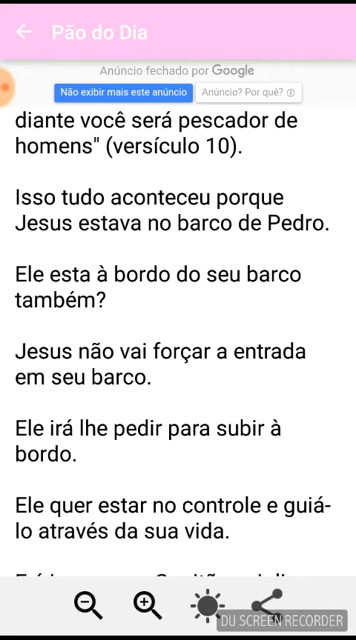 Pão do Dia
Anúncio fechado por Google
Não exibir mais este anúncio
Anúncio? Por quê?
diante você será pescador de
homens" (versículo 10).
Isso tudo aconteceu porque
Jesus estava no barco de Pedro.
Ele esta à bordo do seu barco
também?
Jesus não vai forçar a entrada
em seu barco.
Ele irá lhe pedir para subir à
bordo.
Ele quer estar no controle e guiá-
lo através da sua vida.
DU SCREEN RECORDER